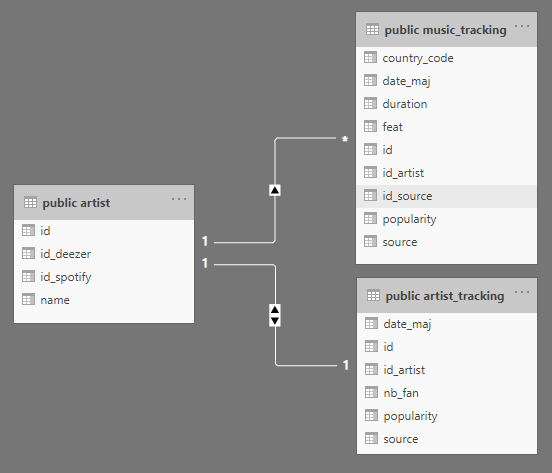 public artist
id
id_deezer
id_spotify
name
1
1
*
1
public music_tracking
country_code
date_maj
duration
feat
id
id_artist
id_source
popularity
source
public artist_tracking
date_maj
id
id_artist
nb_fan
popularity
source